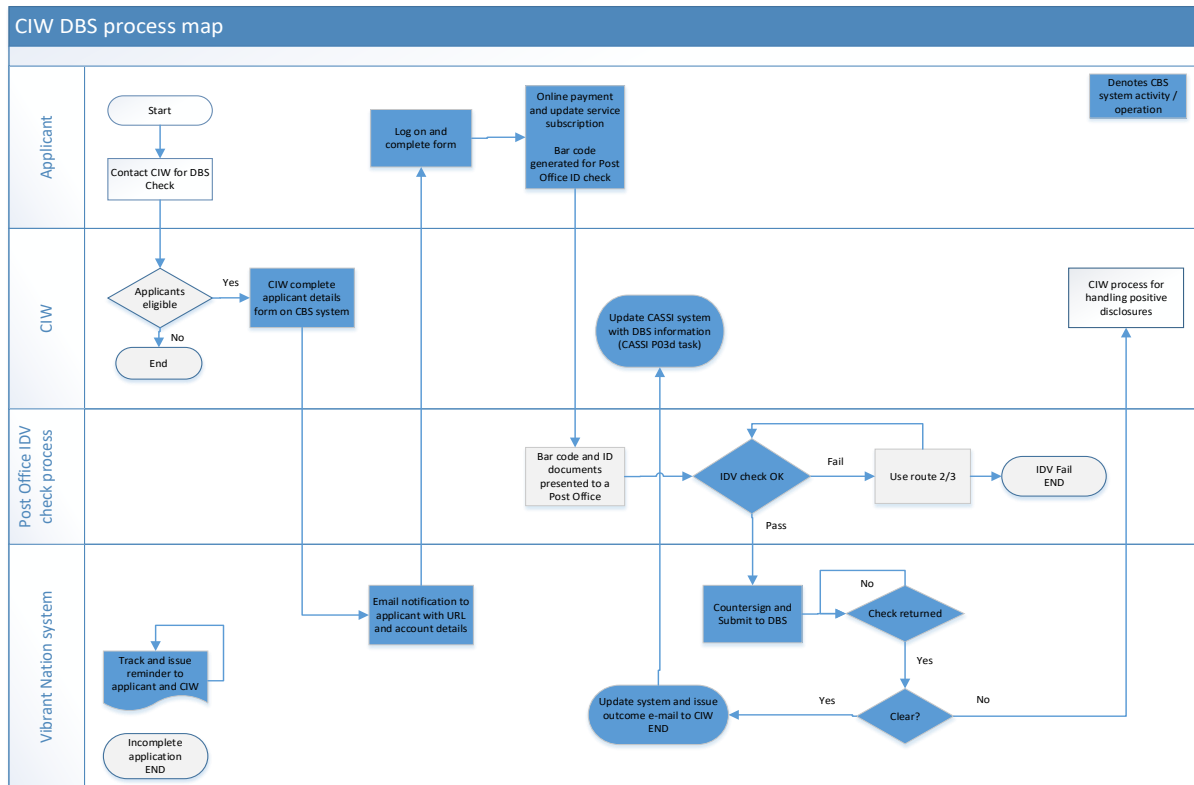 CIW DBS process map
Applicant
Start
Contact CIW for DBS
Check
Log on and
complete form
Online payment
and update service
subscription
Bar code
generated for Post
Office ID check
Denotes CBS
system activity /
operation
CIW
Applicants
eligible
Yes
No
End
CIW complete
applicant details
form on CBS system
Update CASSI system
with DBS information
(CASSI P03d task)
CIW process for
handling positive
disclosures
Post Office IDV
check process
Bar code and ID
documents
presented to a
Post Office
IDV check OK
Fail
Pass
Use route 2/3
IDV Fail
END
Vibrant Nation system
Email notification to
applicant with URL
and account details
Countersign and
Submit to DBS
No
Check returned
Yes
Track and issue
reminder to
applicant and CIW
Update system and issue
outcome e-mail to CIW
END
Yes
Clear?
No
Incomplete
application
END